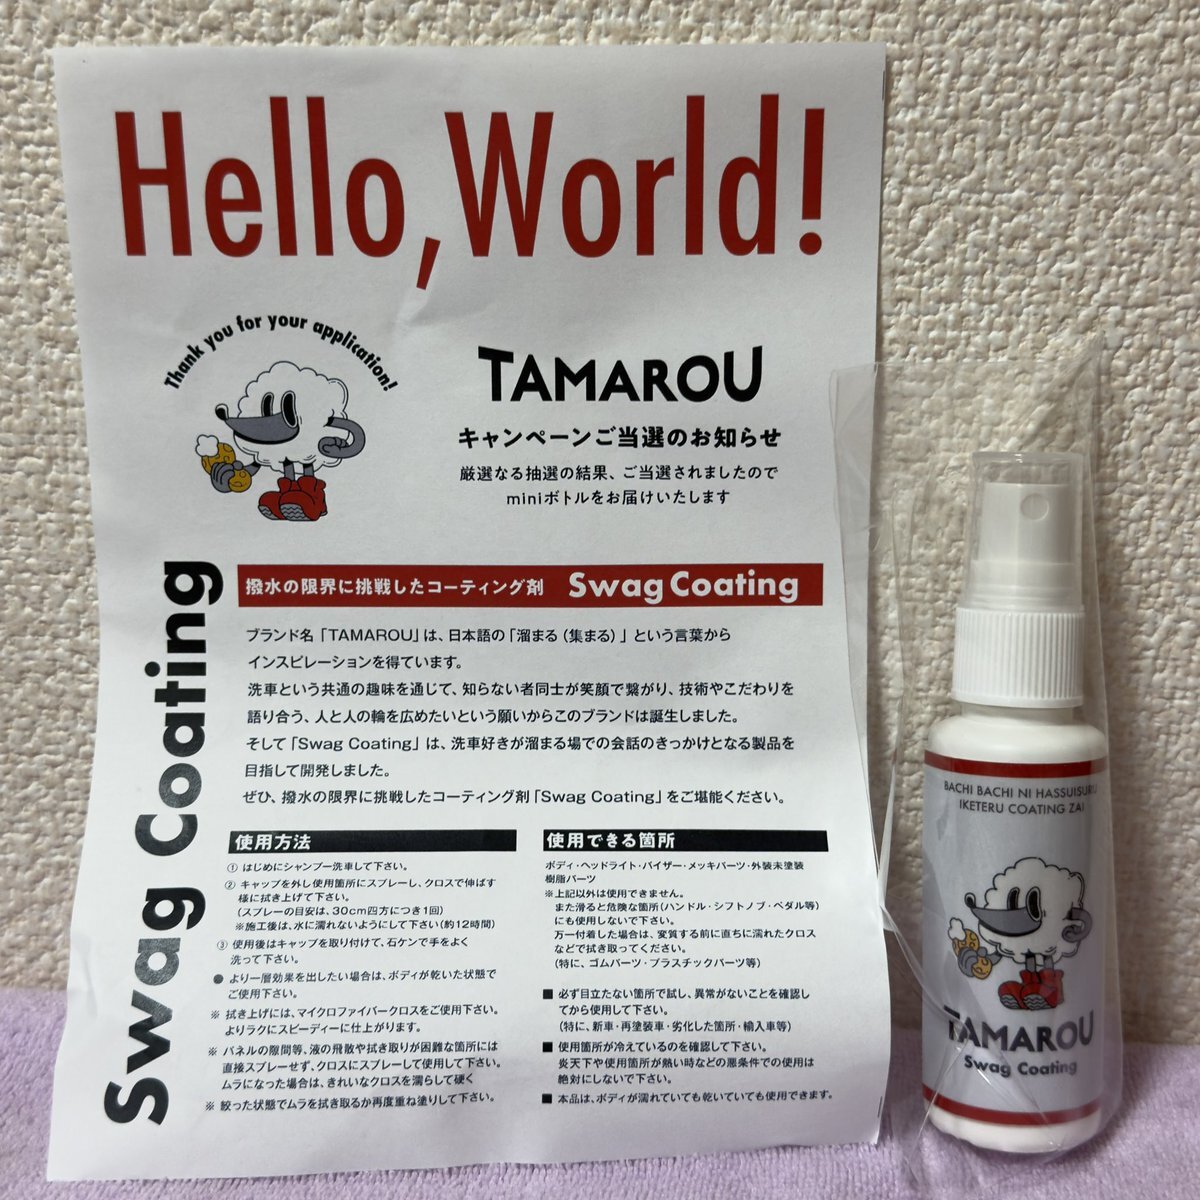 Hello, World!
Thank you for your application!
TAMAROU
キャンペーンご当選のお知らせ
厳選なる抽選の結果、ご当選されましたので
miniボトルをお届けいたします
Swag Coating
撥水の限界に挑戦したコーティング剤 Swag Coating
ブランド名「TAMAROU」は、日本語の「溜まる（集まる）」という言葉から
インスピレーションを得ています。
洗車という共通の趣味を通じて、知らない者同士が笑顔で繋がり、技術やこだわりを
語り合う、人と人の輪を広めたいという願いからこのブランドは誕生しました。
そして「Swag Coating」は、洗車好きが溜まる場での会話のきっかけとなる製品を
目指して開発しました。
ぜひ、撥水の限界に挑戦したコーティング剤「Swag Coating」をご堪能ください。
使用方法
① はじめにシャンプー洗車して下さい。
② キャップを外し使用箇所にスプレーし、クロスで伸ばす
様に拭き上げて下さい。
(スプレーの目安は、30cm四方につき1回)
※施工後は、水に濡れないようにして下さい(約12時間)
③ 使用後はキャップを取り付けて、石ケンで手をよく
洗って下さい。
● より一層効果を出したい場合は、ボディが乾いた状態で
ご使用下さい。
※ 拭き上げには、マイクロファイバークロスをご使用下さい。
よりラクにスピーディーに仕上がります。
※ パネルの隙間等、液の飛散や拭き取りが困難な箇所には
直接スプレーせず、クロスにスプレーして使用して下さい。
ムラになった場合は、きれいなクロスを濡らして硬く
※ 絞った状態でムラを拭き取るか再度重ね塗りして下さい。
使用できる箇所
ボディ・ヘッドライト・バイザー・メッキパーツ・外装未塗装
樹脂パーツ
※上記以外は使用できません。
また滑ると危険な箇所(ハンドル・シフトノブ・ペダル等)
にも使用しないで下さい。
万一付着した場合は、変質する前に直ちに濡れたクロス
などで拭き取ってください。
(特に、ゴムパーツ・プラスチックパーツ等)
■ 必ず目立たない箇所で試し、異常がないことを確認し
てから使用して下さい。
(特に、新車・再塗装車・劣化した箇所・輸入車等)
■ 使用箇所が冷えているのを確認して下さい。
炎天下や使用箇所が熱い時などの悪条件での使用は
絶対にしないで下さい。
■ 本品は、ボディが濡れていても乾いていても使用できます。
BACHI BACHI NI HASSUISURU
IKETERU COATING ZAI
TAMAROU
Swag Coating